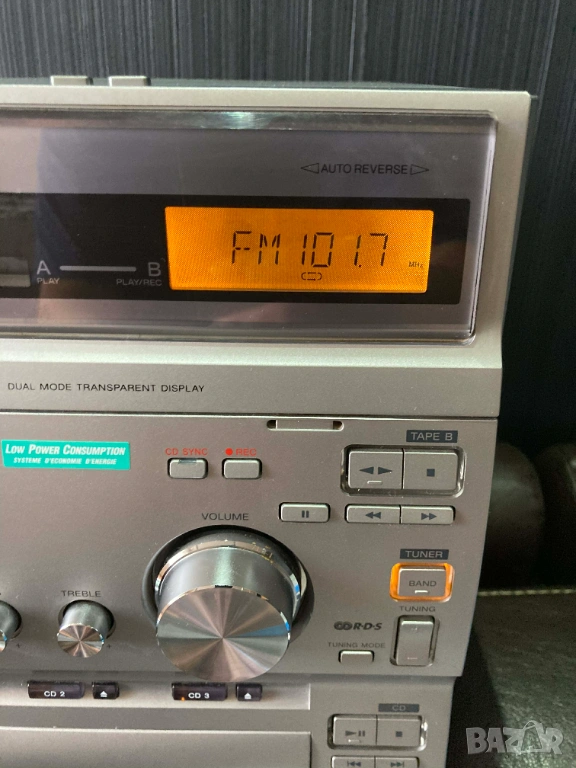 ◁AUTO REVERSE▷
FM 101.7 MHz
A B
PLAY PLAY/REC
DUAL MODE TRANSPARENT DISPLAY
LOW POWER CONSUMPTION
SYSTEME D'ECONOMIE D'ENERGIE
TAPE B
CD SYNC ● REC
VOLUME
TUNER
BAND
TREBLE
TUNING
R·D·S
TUNING MODE
CD 2 CD 3
CD
BAZAR